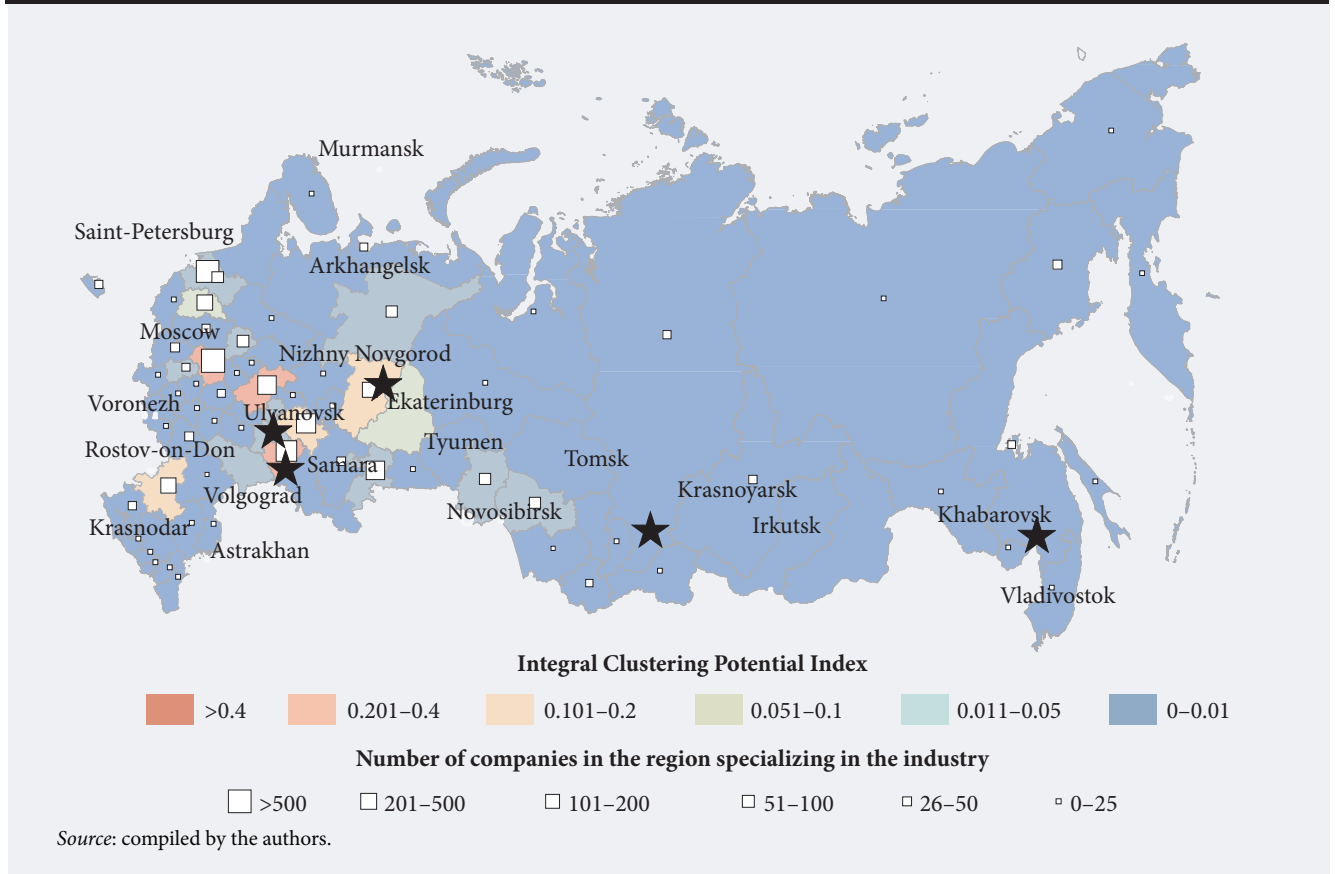 Murmansk
Saint-Petersburg
Arkhangelsk
Moscow
Nizhny Novgorod
Voronezh
Ulyanovsk
Ekaterinburg
Rostov-on-Don
Tyumen
Samara
Tomsk
Volgograd
Krasnoyarsk
Krasnodar
Novosibirsk
Irkutsk
Khabarovsk
Astrakhan
Vladivostok
Integral Clustering Potential Index
>0.4 0.201–0.4 0.101–0.2 0.051–0.1 0.011–0.05 0–0.01
Number of companies in the region specializing in the industry
>500 201–500 101–200 51–100 26–50 0–25
Source: compiled by the authors.